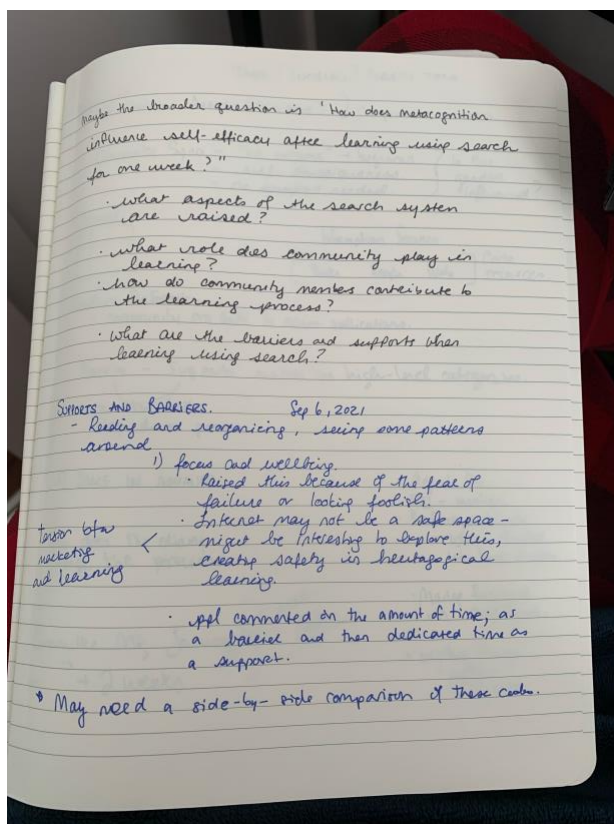 Maybe the broader question is 'How does metacognition
influence self-efficacy after learning using search
for one week?"
· what aspects of the search system
are raised?
· what role does community play in
learning?
· how do community members contribute to
the learning process?
· what are the barriers and supports when
learning using search?
SUPPORTS AND BARRIERS. Sep 6, 2021
- Reading and reorganizing, seeing some patterns
around
1) focus and wellbeing.
· Raised this because of the fear of
failure or looking foolish.
· Internet may not be a safe space -
might be interesting to explore this,
creating safety in heutagogical
learning.
tension btw
marketing
and learning <
· ppl commented on the amount of time; as
a barrier and then dedicated time as
a support.
* May need a side-by-side comparison of these codes.